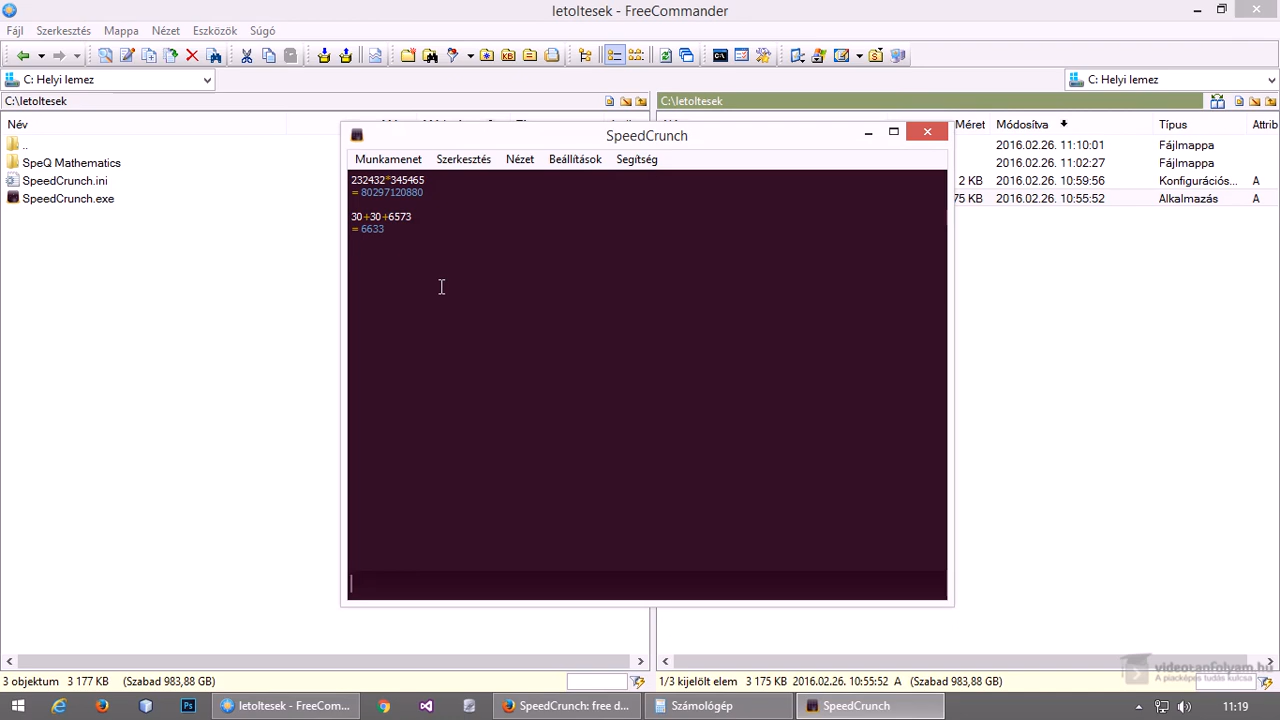 letoltesek - FreeCommander
Fájl Szerkesztés Mappa Nézet Eszközök Súgó
C: Helyi lemez C: Helyi lemez
C:\letoltesek C:\letoltesek
Név Méret Módosítva Típus Attrib
.. 2016.02.26. 11:10:01 Fájlmappa
SpeQ Mathematics 2016.02.26. 11:02:27 Fájlmappa
SpeedCrunch.ini 2 KB 2016.02.26. 10:59:56 Konfigurációs... A
SpeedCrunch.exe 75 KB 2016.02.26. 10:55:52 Alkalmazás A
SpeedCrunch
Munkamenet Szerkesztés Nézet Beállítások Segítség
232432*345465
= 80297120880
30+30+6573
= 6633
3 objektum 3 177 KB (Szabad 983,88 GB) 1/3 kijelölt elem 3 175 KB 2016.02.26. 10:55:52 A (Szabad 983,88 GB)
videotanfolyam.hu
A piacképes tudás kulcsa
letoltesek - FreeCom... SpeedCrunch: free d... Számológép SpeedCrunch 11:19